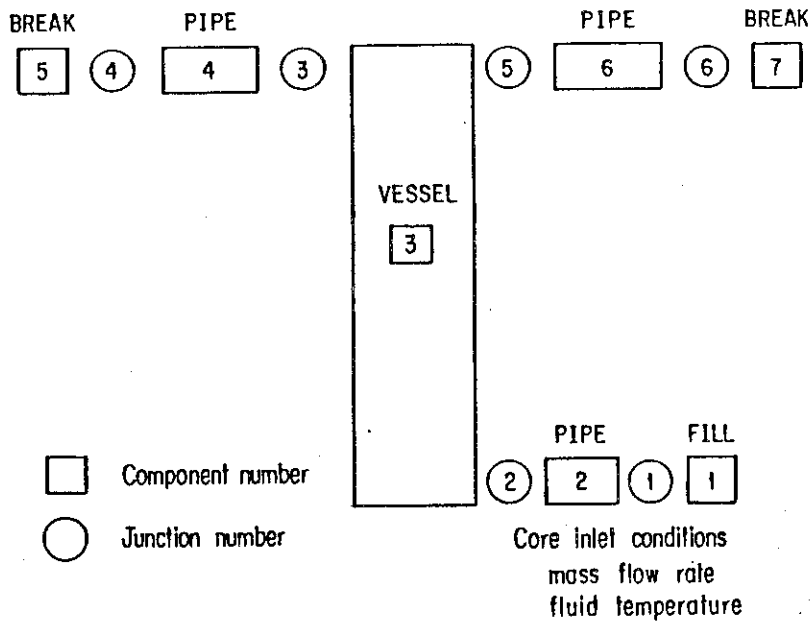 BREAK PIPE PIPE BREAK
5 4 4 3 5 6 6 7
VESSEL
3
PIPE FILL
2 2 1 1
Component number
Junction number
Core inlet conditions
mass flow rate
fluid temperature